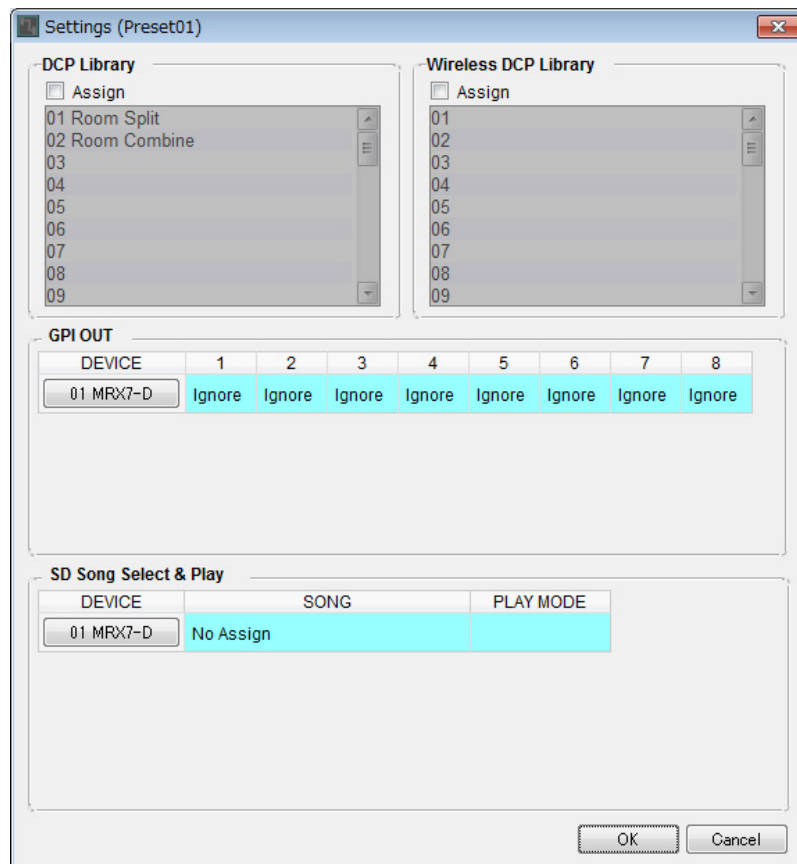 Settings (Preset01)
DCP Library
Assign
01 Room Split
02 Room Combine
03
04
05
06
07
08
09
Wireless DCP Library
Assign
01
02
03
04
05
06
07
08
09
GPI OUT
DEVICE 1 2 3 4 5 6 7 8
01 MRX7-D Ignore Ignore Ignore Ignore Ignore Ignore Ignore Ignore
SD Song Select & Play
DEVICE SONG PLAY MODE
01 MRX7-D No Assign
OK Cancel